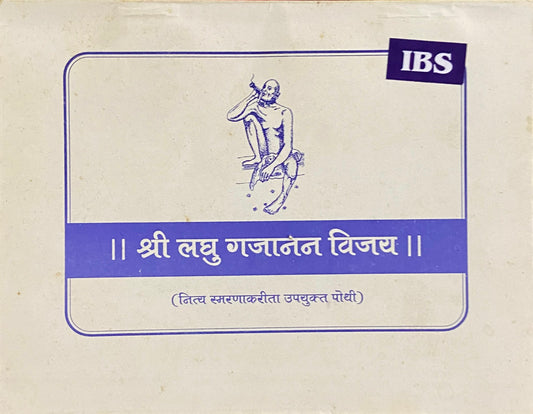 IBS
|| श्री लघु गजानन विजय ||
(नित्य स्मरणाकरीता उपयुक्त पोथी)